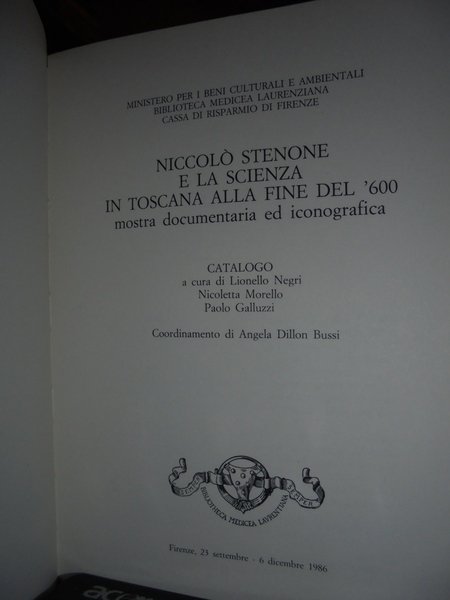 MINISTERO PER I BENI CULTURALI E AMBIENTALI
BIBLIOTECA MEDICEA LAURENZIANA
CASSA DI RISPARMIO DI FIRENZE
NICCOLÒ STENONE
E LA SCIENZA
IN TOSCANA ALLA FINE DEL '600
mostra documentaria ed iconografica
CATALOGO
a cura di Lionello Negri
Nicoletta Morello
Paolo Galluzzi
Coordinamento di Angela Dillon Bussi
SEMPER
SEMPER
BIBLIOTHECA MEDICEA LAURENTIANA
Firenze, 23 settembre - 6 dicembre 1986